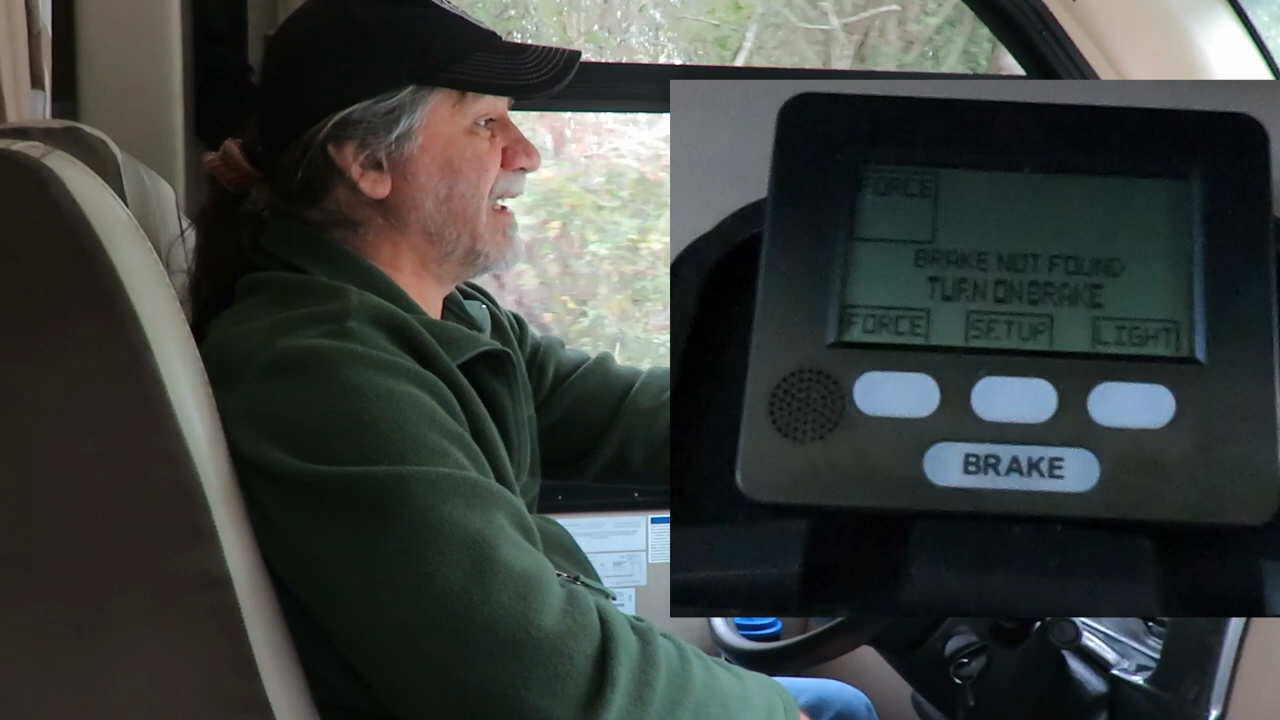 FORCE
BRAKE NOT FOUND
TURN ON BRAKE
FORCE SETUP LIGHT
BRAKE